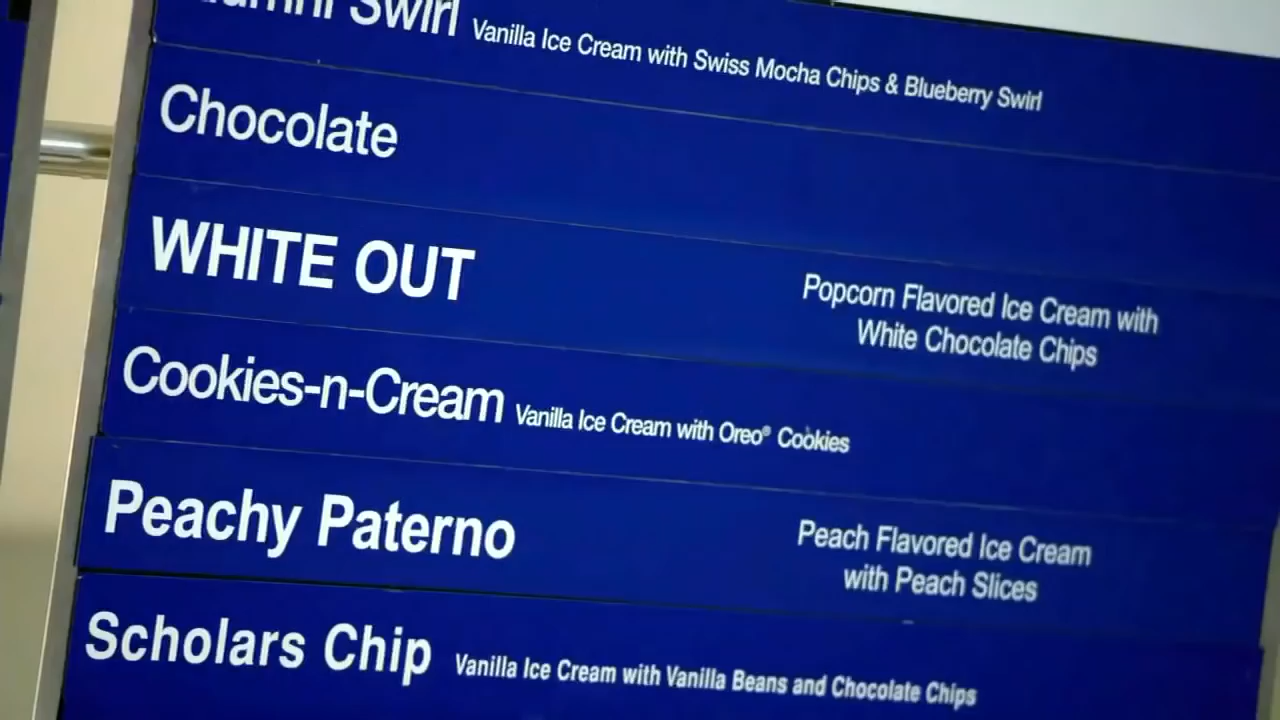 Swirl Vanilla Ice Cream with Swiss Mocha Chips & Blueberry Swirl
Chocolate
WHITE OUT
Popcorn Flavored Ice Cream with
White Chocolate Chips
Cookies-n-Cream Vanilla Ice Cream with Oreo® Cookies
Peachy Paterno
Peach Flavored Ice Cream
with Peach Slices
Scholars Chip Vanilla Ice Cream with Vanilla Beans and Chocolate Chips